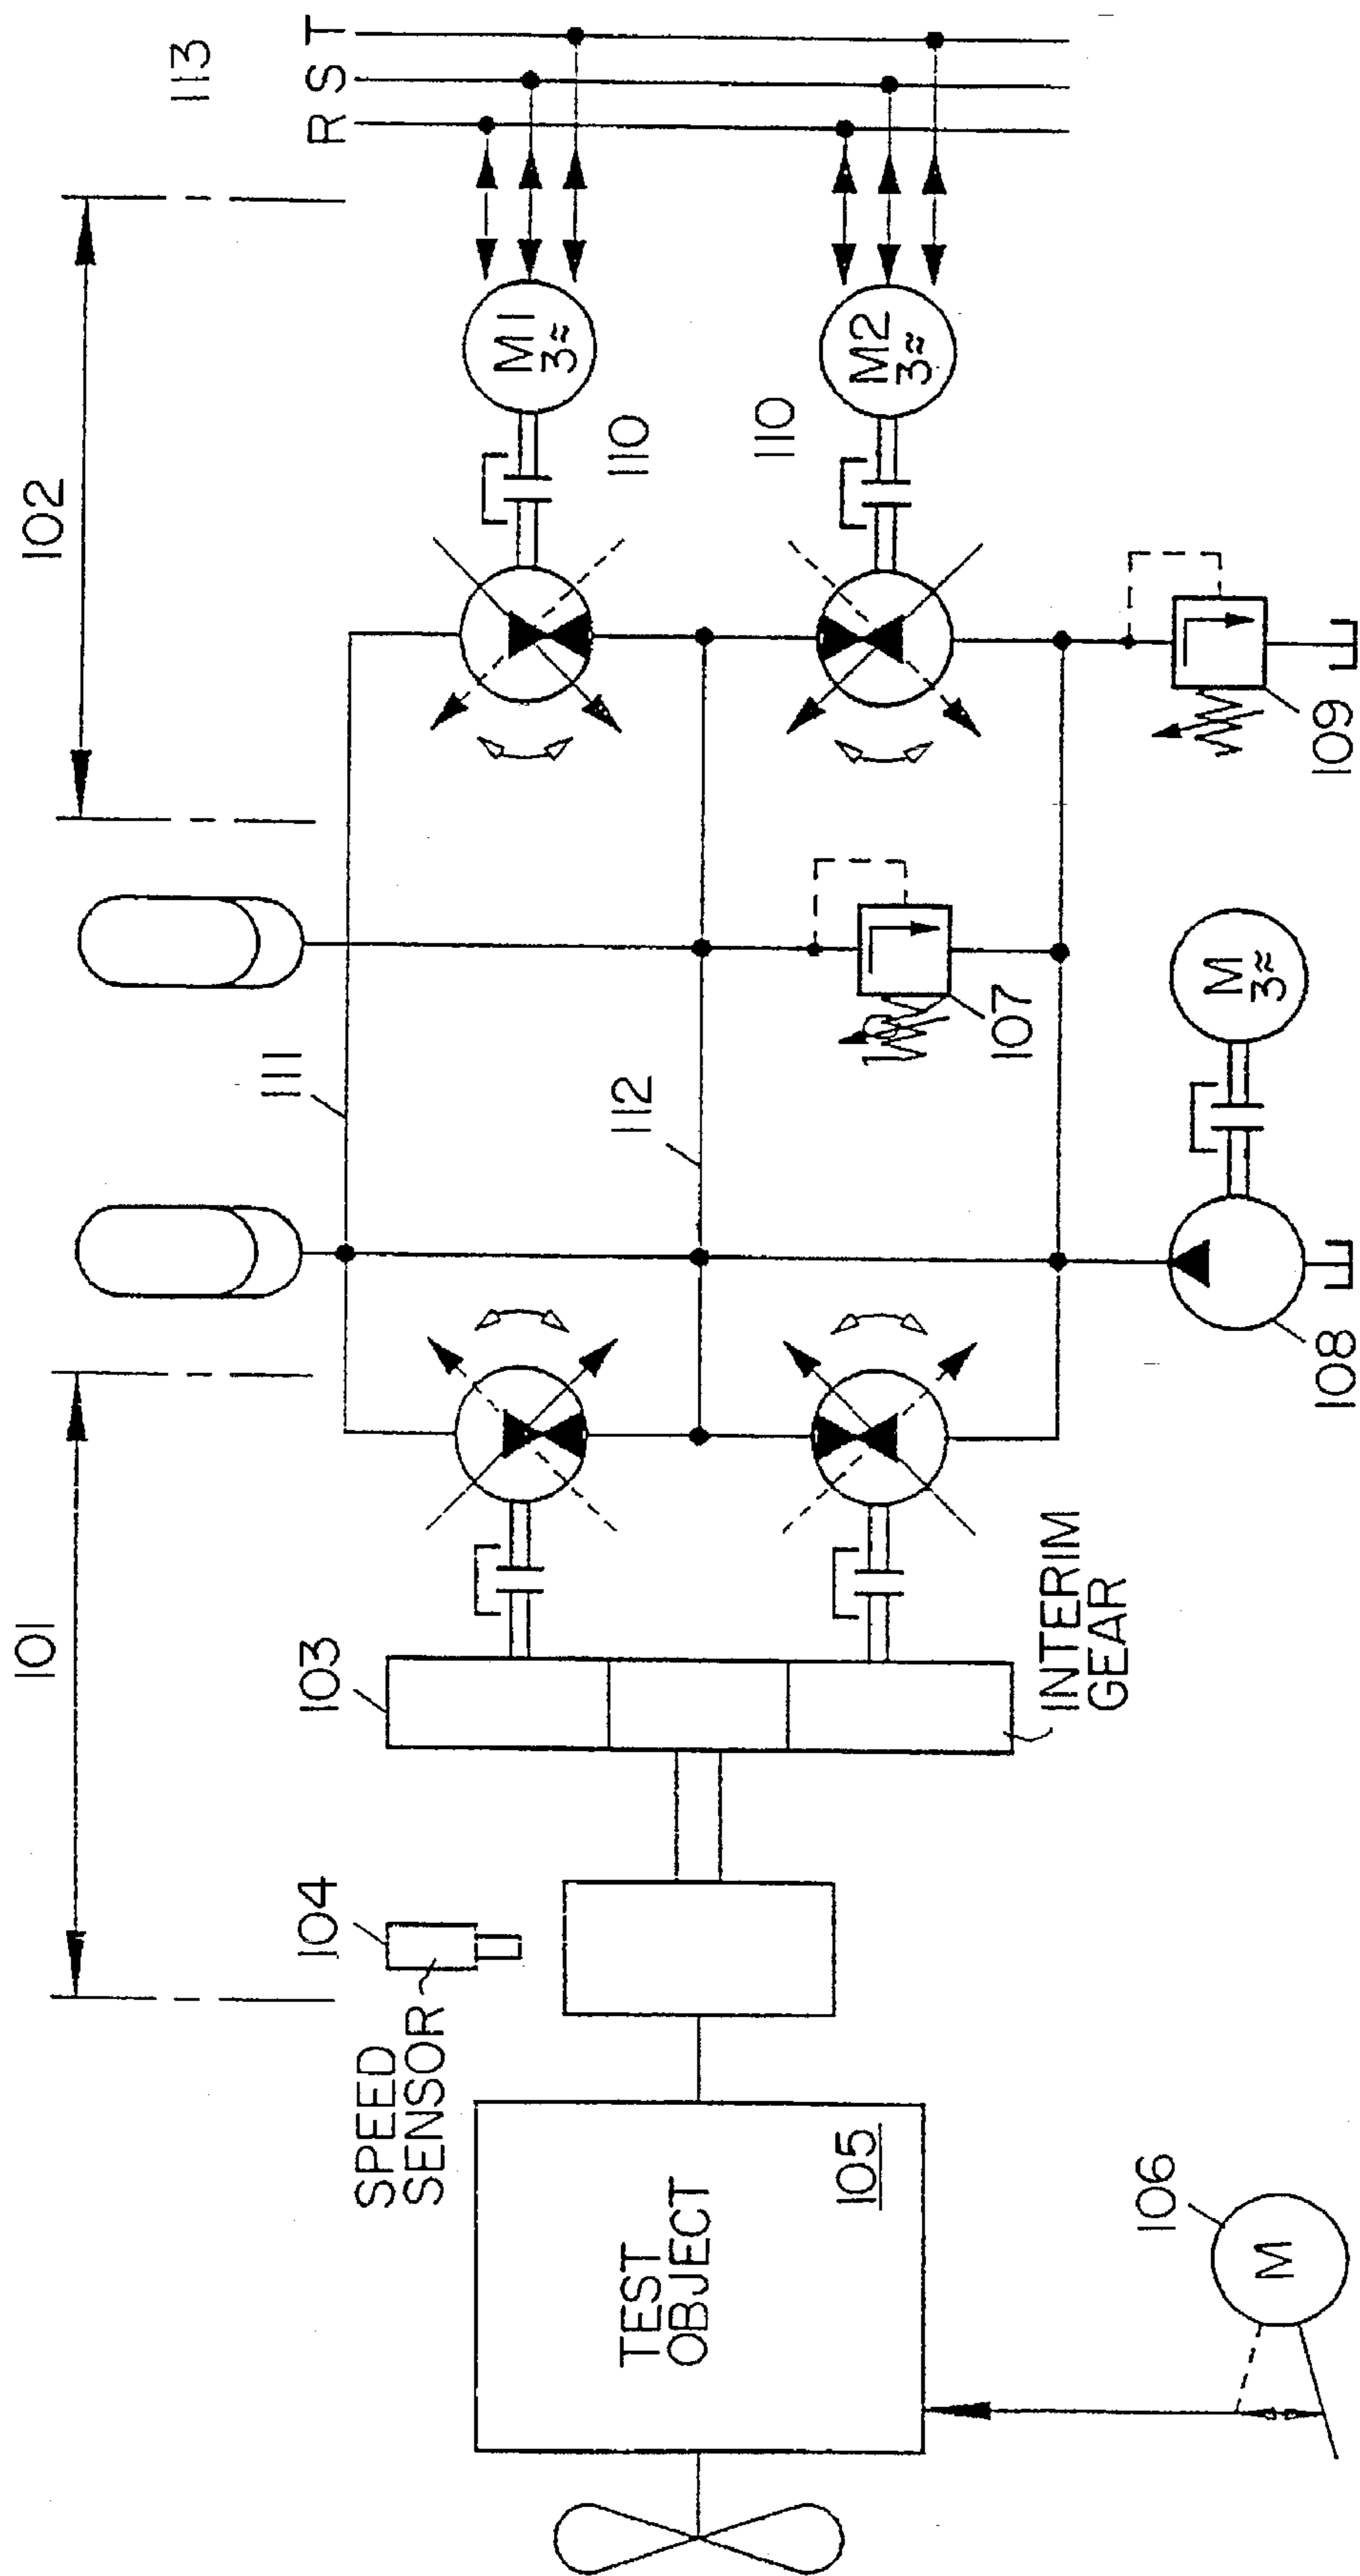 101
102
113
R S T
104
SPEED
SENSOR
103
111
M1
3≈
110
110
M2
3≈
112
TEST
OBJECT
105
INTERIM
GEAR
107
M
3≈
109
106
M
108